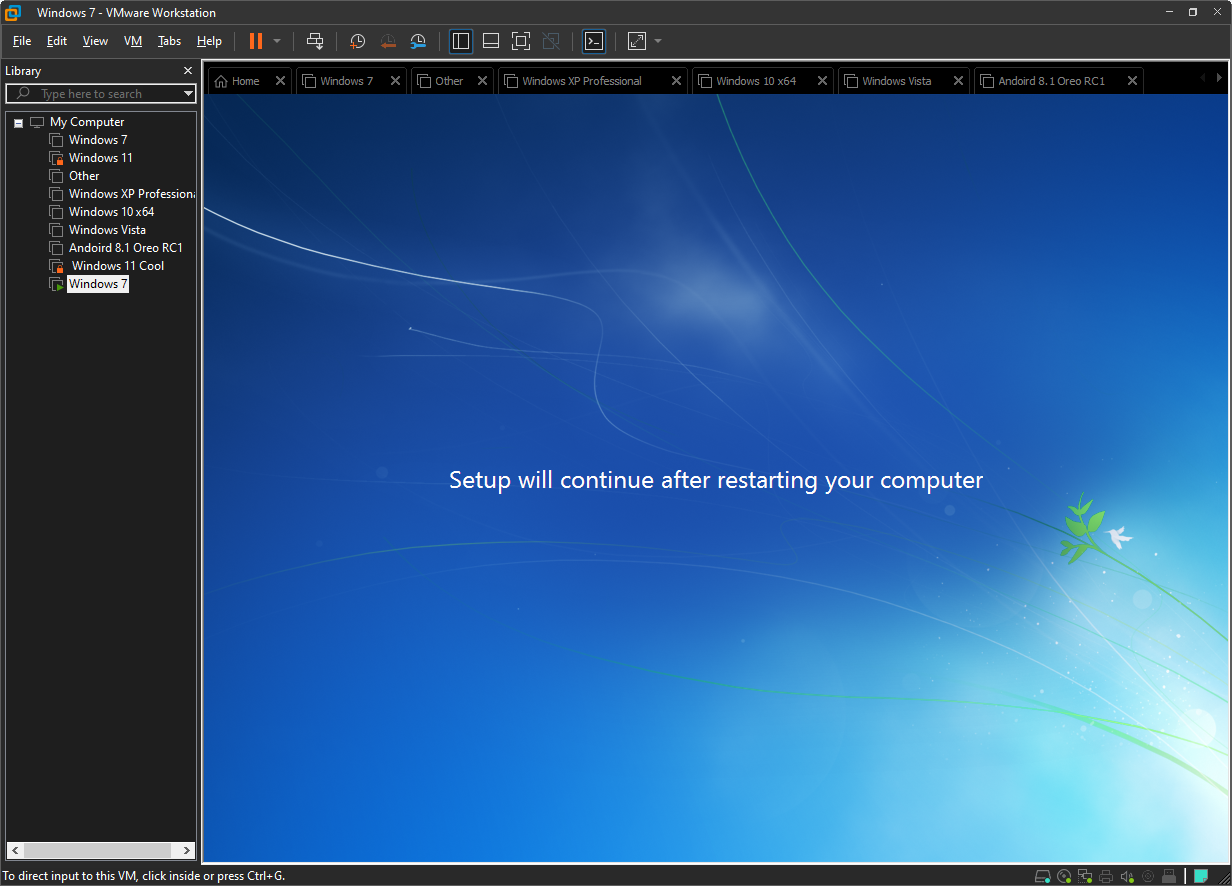 Windows 7 - VMware Workstation
File Edit View VM Tabs Help
Library
Type here to search
My Computer
Windows 7
Windows 11
Other
Windows XP Professiona
Windows 10 x64
Windows Vista
Andoird 8.1 Oreo RC1
Windows 11 Cool
Windows 7
Home Windows 7 Other Windows XP Professional Windows 10 x64 Windows Vista Andoird 8.1 Oreo RC1
Setup will continue after restarting your computer
To direct input to this VM, click inside or press Ctrl+G.